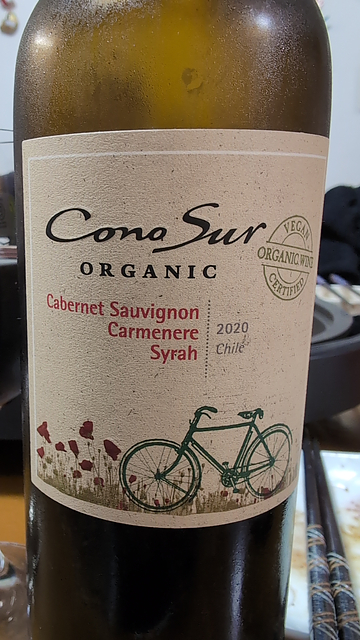 Cono Sur
ORGANIC
VEGAN
ORGANIC WINE
CERTIFIED
Cabernet Sauvignon
Carmenere
Syrah
2020
Chile